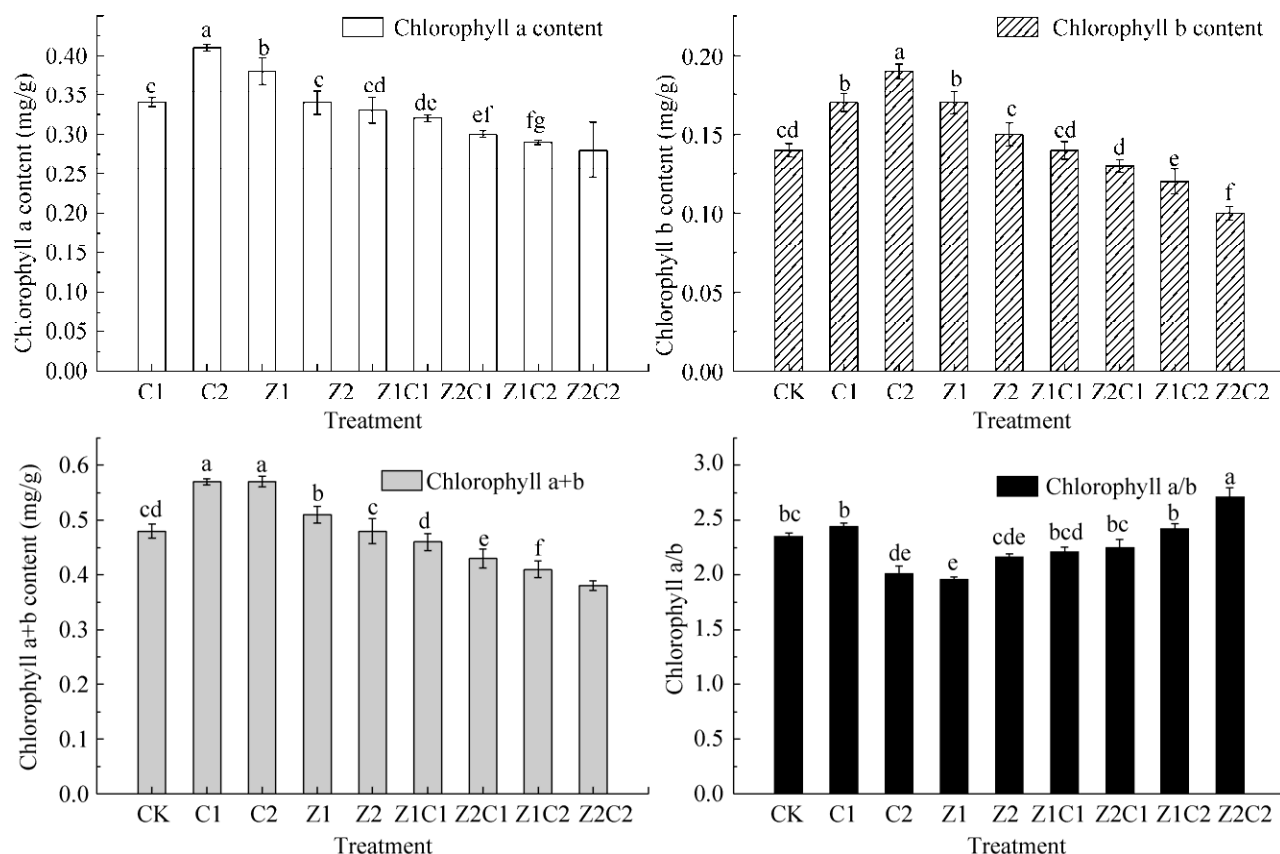 Chlorophyll a content
Chlorophyll a content (mg/g)
0.40
0.35
0.30
0.25
0.20
0.15
0.10
0.05
0.00
c
a
b
c
cd
de
ef
fg
C1 C2 Z1 Z2 Z1C1 Z2C1 Z1C2 Z2C2
Treatment
Chlorophyll b content
Chlorophyll b content (mg/g)
0.20
0.15
0.10
0.05
0.00
cd
b
a
b
c
cd
d
e
f
CK C1 C2 Z1 Z2 Z1C1 Z2C1 Z1C2 Z2C2
Treatment
Chlorophyll a+b
Chlorophyll a+b content (mg/g)
0.6
0.5
0.4
0.3
0.2
0.1
0.0
cd
a
a
b
c
d
e
f
CK C1 C2 Z1 Z2 Z1C1 Z2C1 Z1C2 Z2C2
Treatment
Chlorophyll a/b
Chlorophyll a/b
3.0
2.5
2.0
1.5
1.0
0.5
0.0
bc
b
de
e
cde
bcd
bc
b
a
CK C1 C2 Z1 Z2 Z1C1 Z2C1 Z1C2 Z2C2
Treatment